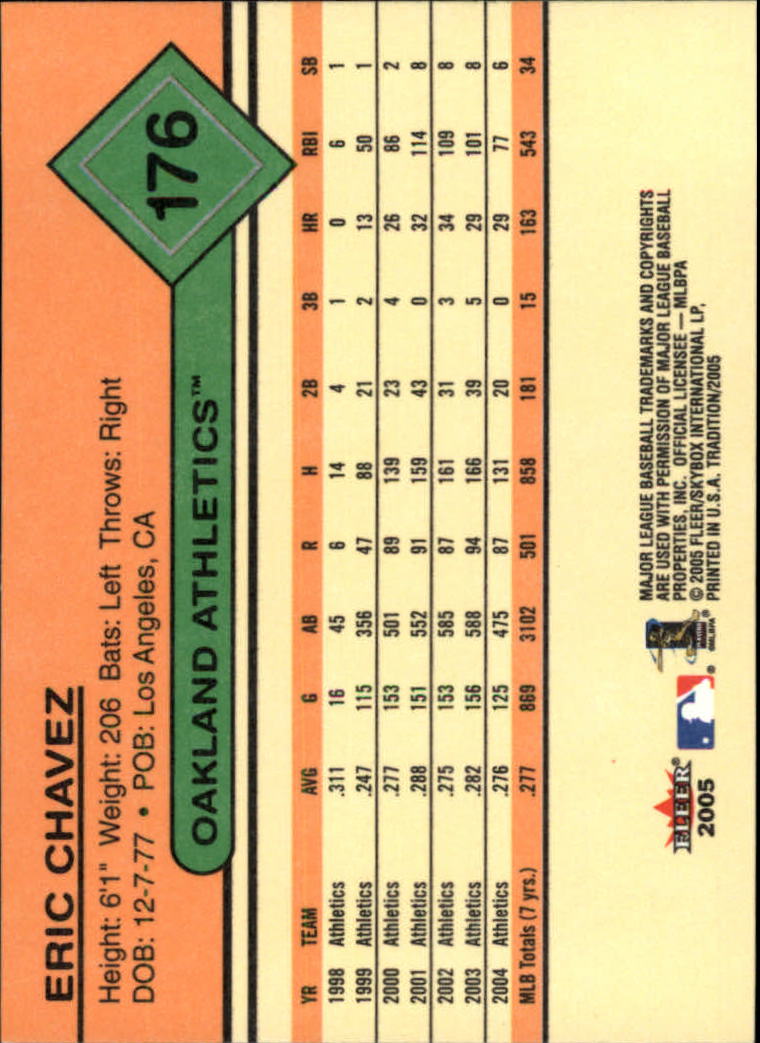 ERIC CHAVEZ
Height: 6'1" Weight: 206 Bats: Left Throws: Right
DOB: 12-7-77 • POB: Los Angeles, CA
176
OAKLAND ATHLETICS™
YR TEAM AVG G AB R H 2B 3B HR RBI SB
1998 Athletics .311 16 45 6 14 4 1 0 6 1
1999 Athletics .247 115 356 47 88 21 2 13 50 1
2000 Athletics .277 153 501 89 139 23 4 26 86 2
2001 Athletics .288 151 552 91 159 43 0 32 114 8
2002 Athletics .275 153 585 87 161 31 3 34 109 8
2003 Athletics .282 156 588 94 166 39 5 29 101 8
2004 Athletics .276 125 475 87 131 20 0 29 77 6
MLB Totals (7 yrs.) .277 869 3102 501 858 181 15 163 543 34
FLEER®
2005
®
©MLBPA
MAJOR LEAGUE BASEBALL TRADEMARKS AND COPYRIGHTS
ARE USED WITH PERMISSION OF MAJOR LEAGUE BASEBALL
PROPERTIES, INC. OFFICIAL LICENSEE — MLBPA
© 2005 FLEER/SKYBOX INTERNATIONAL LP,
PRINTED IN U.S.A. TRADITION/2005